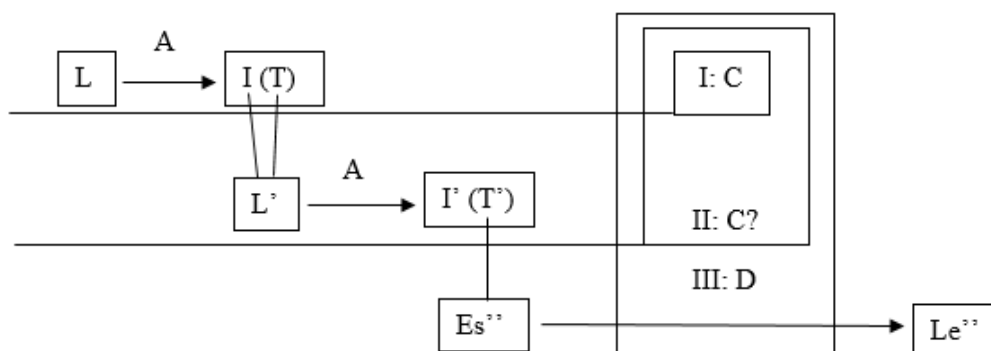 A
L
I (T)
I: C
A
L’
I’ (T’)
II: C?
III: D
Es’’
Le’’